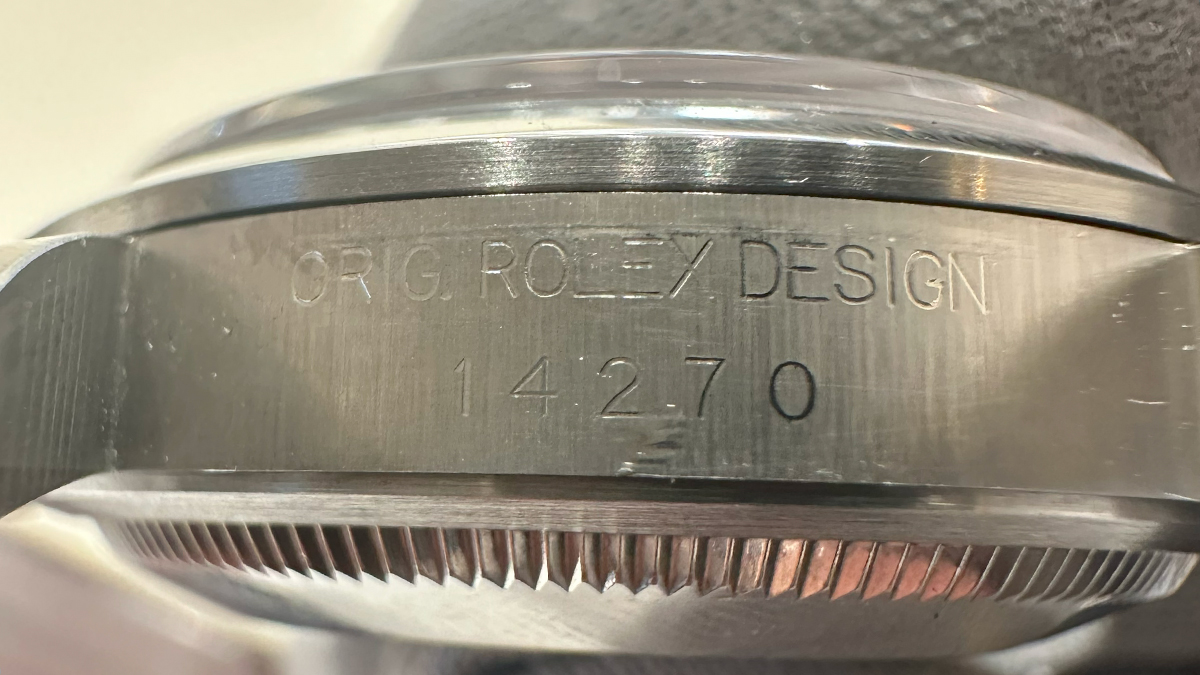 ORIG. ROLEX DESIGN
14270